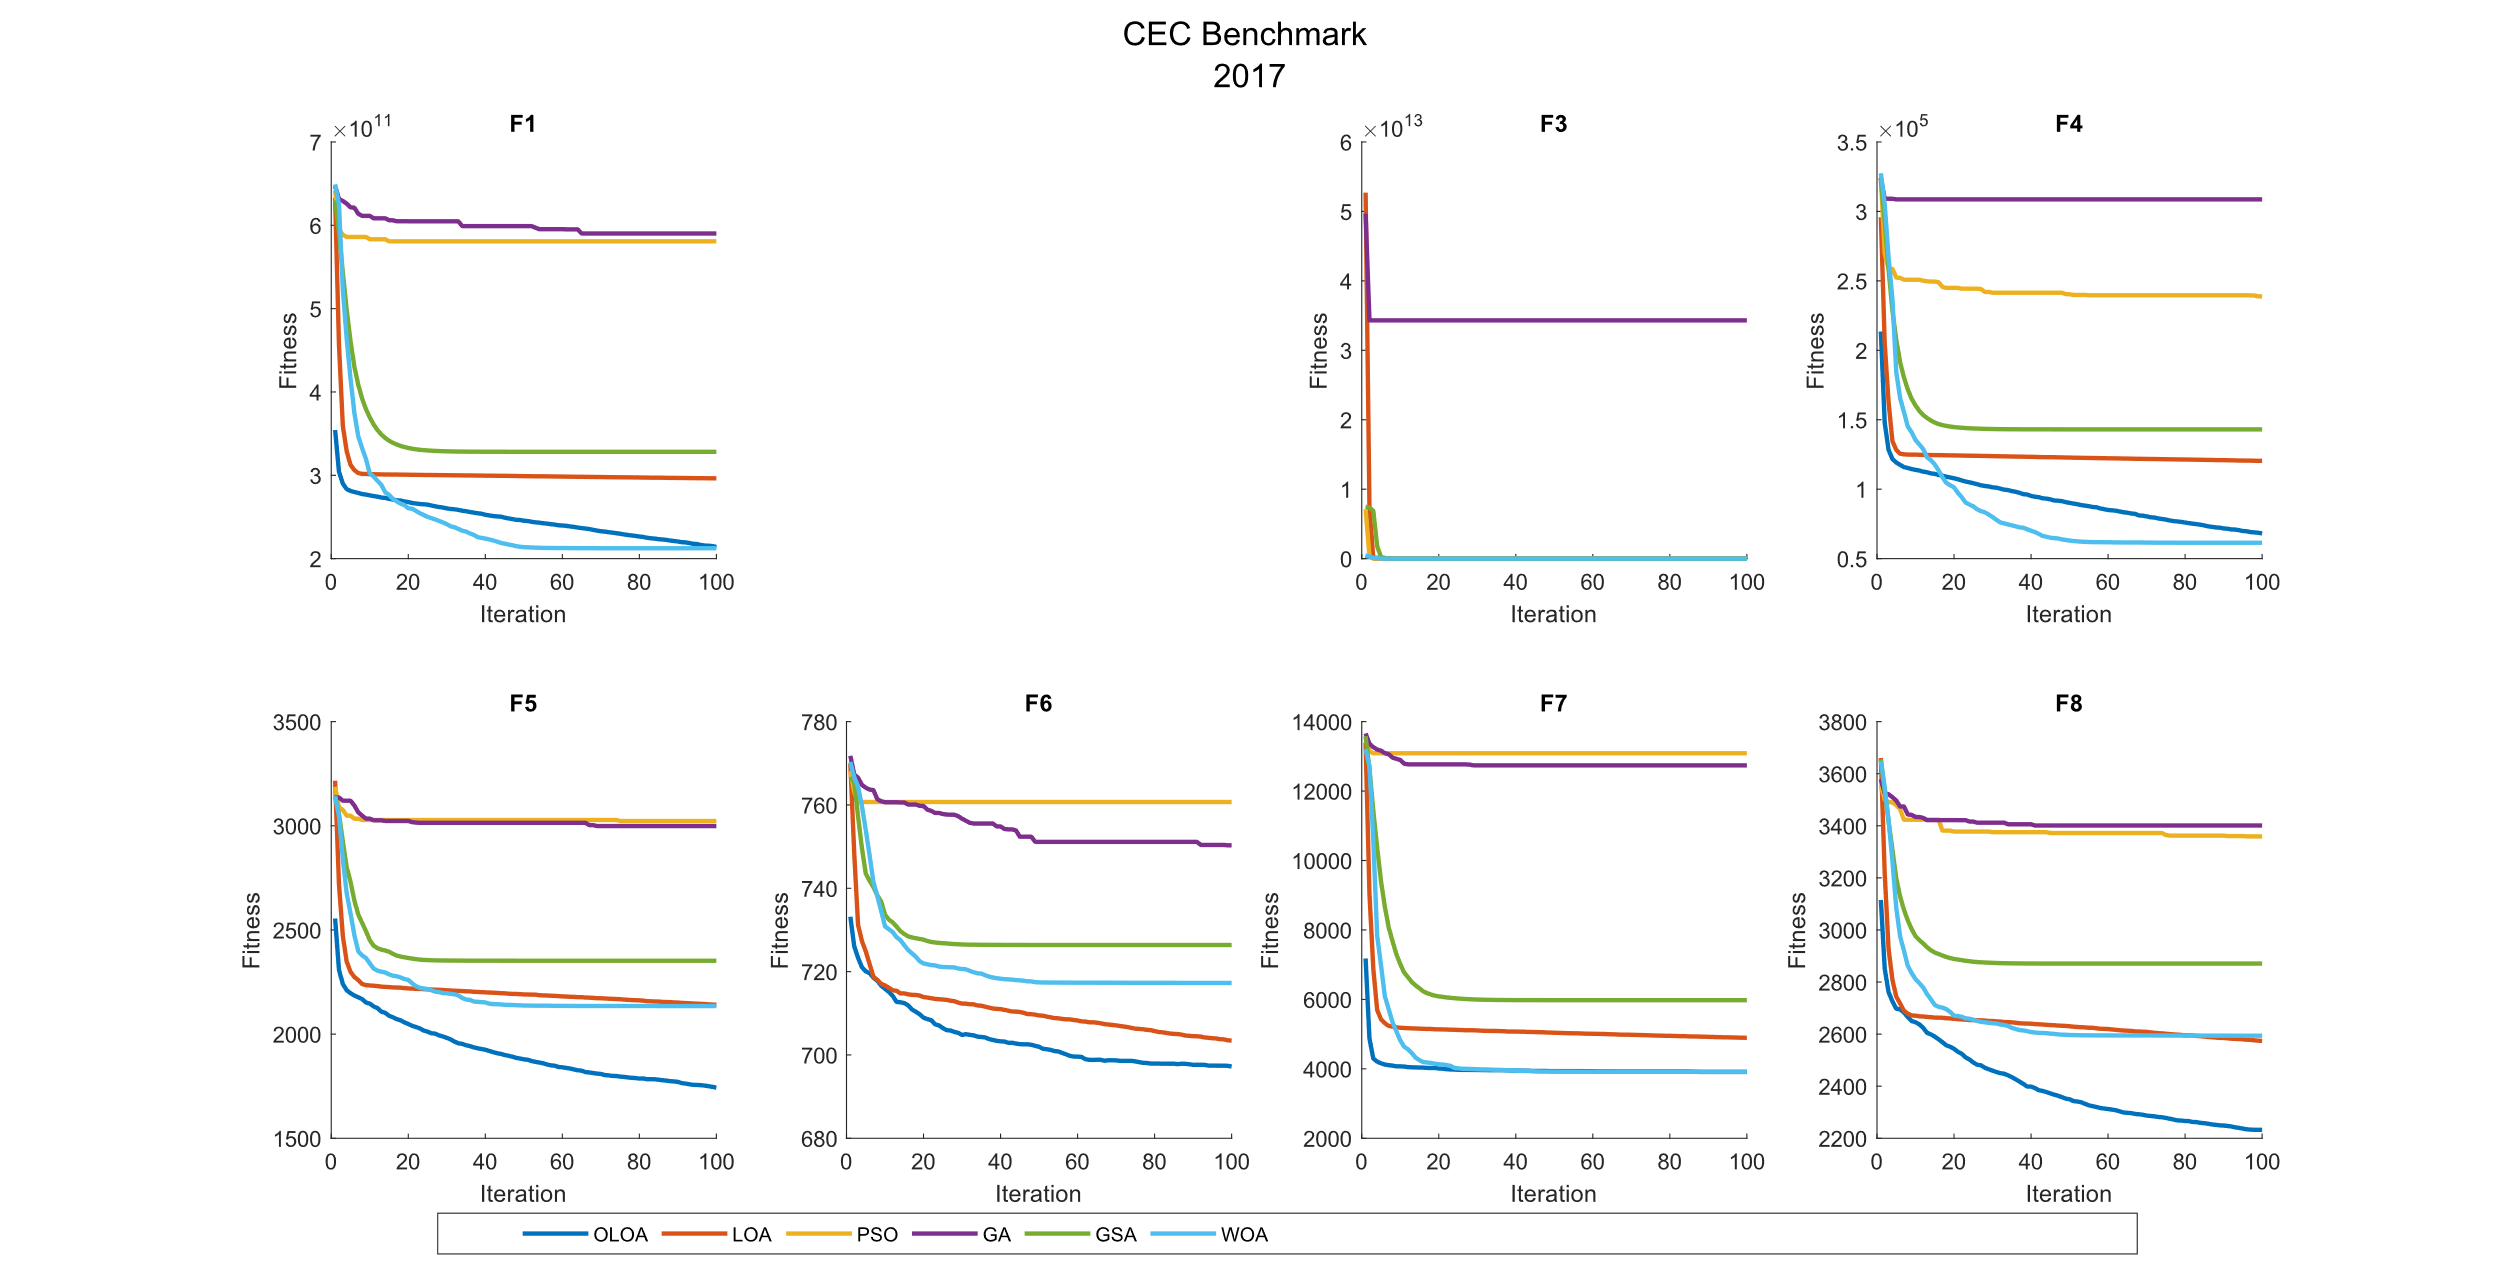 CEC Benchmark
2017
F1
×10^11
7
6
5
4
3
2
0 20 40 60 80 100
Fitness
Iteration
F3
×10^13
6
5
4
3
2
1
0
0 20 40 60 80 100
Fitness
Iteration
F4
×10^5
3.5
3
2.5
2
1.5
1
0.5
0 20 40 60 80 100
Fitness
Iteration
F5
3500
3000
2500
2000
1500
0 20 40 60 80 100
Fitness
Iteration
F6
780
760
740
720
700
680
0 20 40 60 80 100
Fitness
Iteration
F7
14000
12000
10000
8000
6000
4000
2000
0 20 40 60 80 100
Fitness
Iteration
F8
3800
3600
3400
3200
3000
2800
2600
2400
2200
0 20 40 60 80 100
Fitness
Iteration
OLOA LOA PSO GA GSA WOA